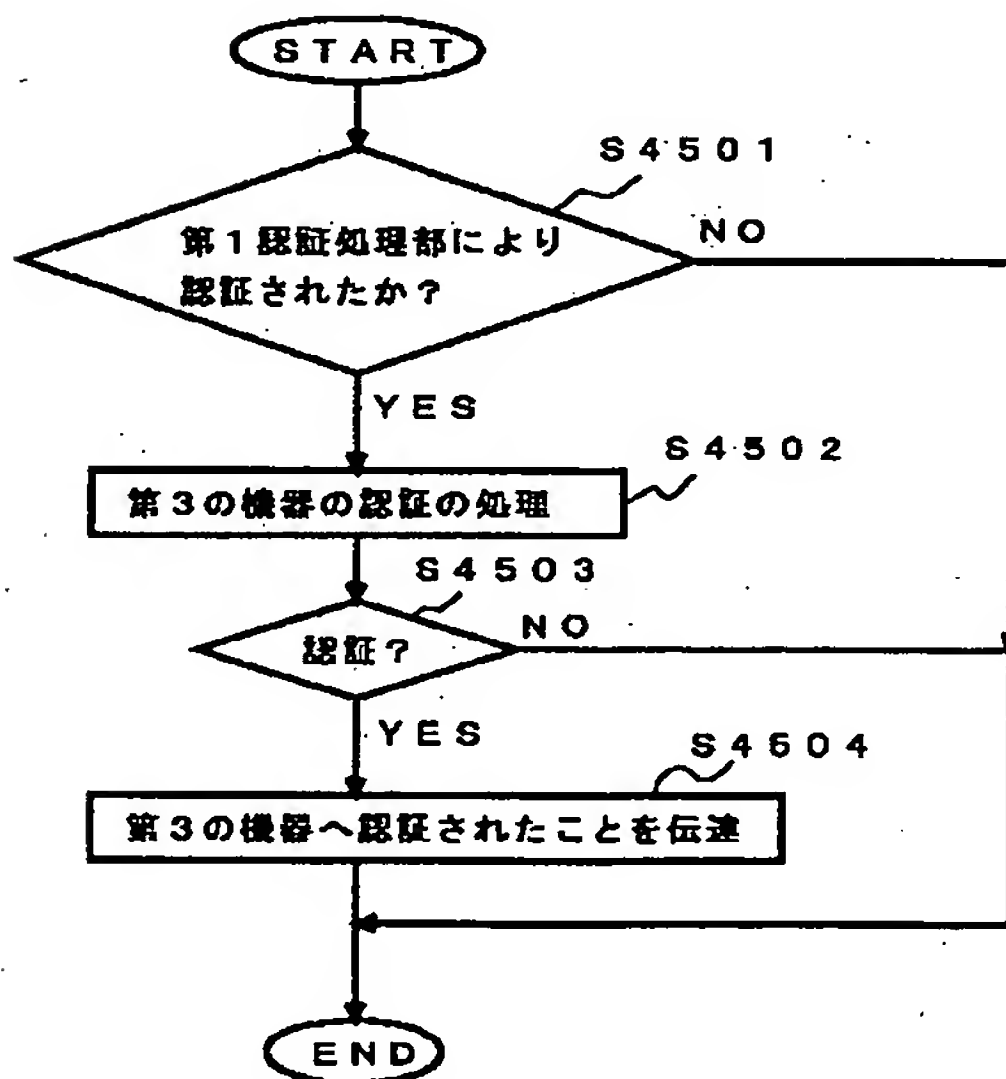 START
S4501
第1認証処理部により
認証されたか?
NO
YES
S4502
第3の機器の認証の処理
S4503
認証?
NO
YES
S4504
第3の機器へ認証されたことを伝達
END